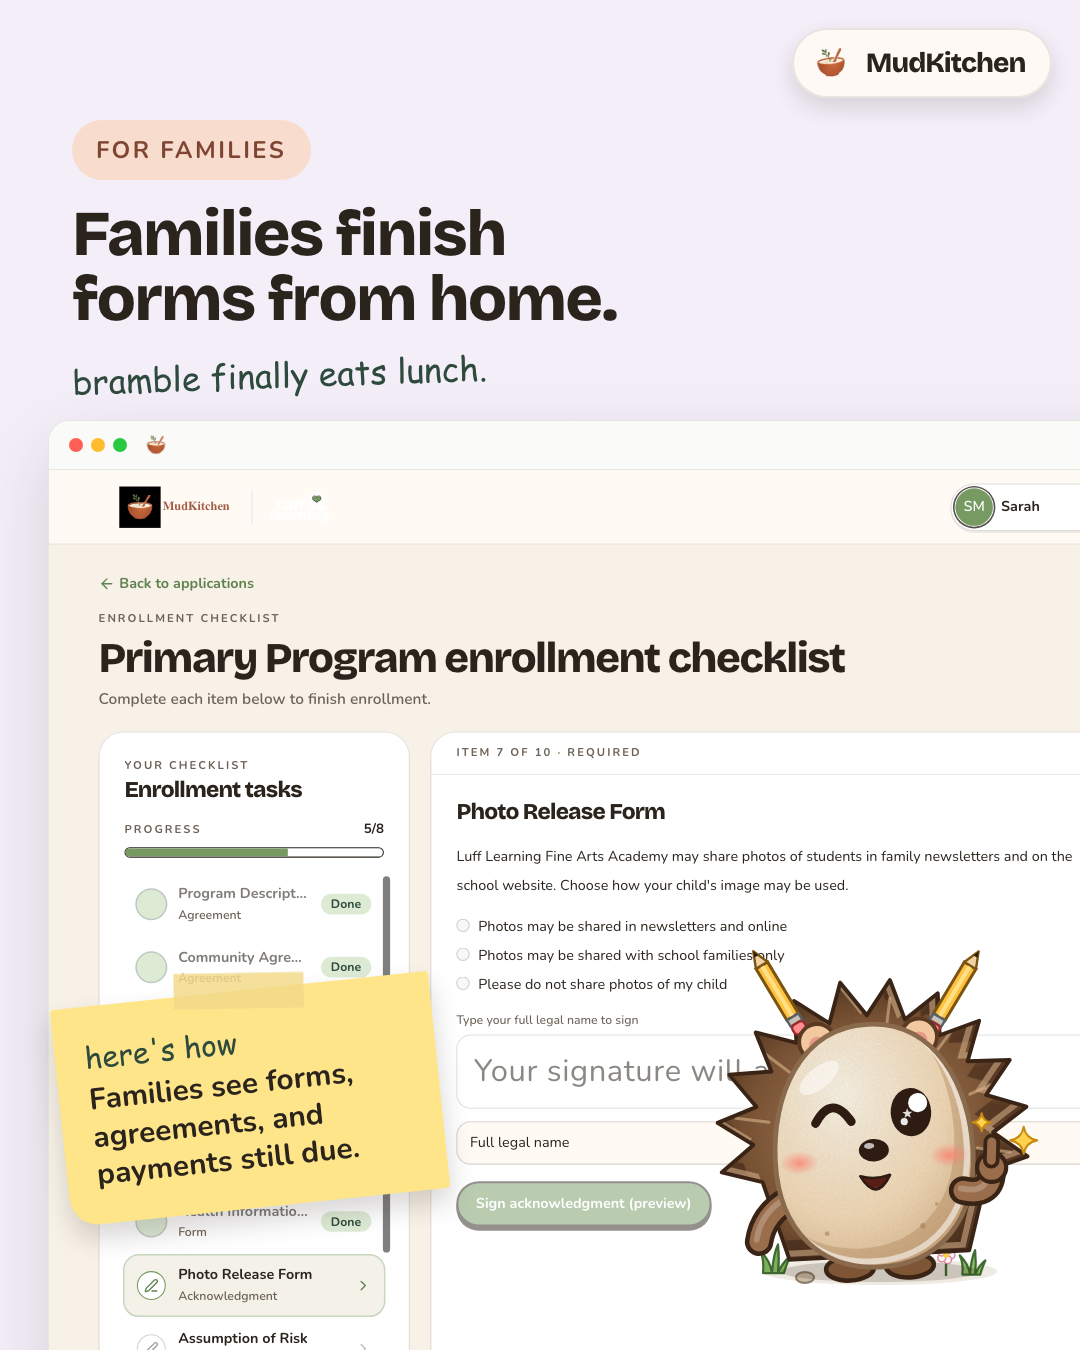 MudKitchen
FOR FAMILIES
Families finish
forms from home.
bramble finally eats lunch.
MudKitchen
SM
Sarah
Back to applications
ENROLLMENT CHECKLIST
Primary Program enrollment checklist
Complete each item below to finish enrollment.
YOUR CHECKLIST
Enrollment tasks
PROGRESS
5/8
Program Descript...
Done
Agreement
Community Agre...
Done
Agreement
here's how
Families see forms,
agreements, and
payments still due.
Health Informatio...
Done
Form
Photo Release Form
Acknowledgment
Assumption of Risk
ITEM 7 OF 10 · REQUIRED
Photo Release Form
Luff Learning Fine Arts Academy may share photos of students in family newsletters and on the
school website. Choose how your child's image may be used.
Photos may be shared in newsletters and online
Photos may be shared with school families only
Please do not share photos of my child
Type your full legal name to sign
Your signature will a
Full legal name
Sign acknowledgment (preview)